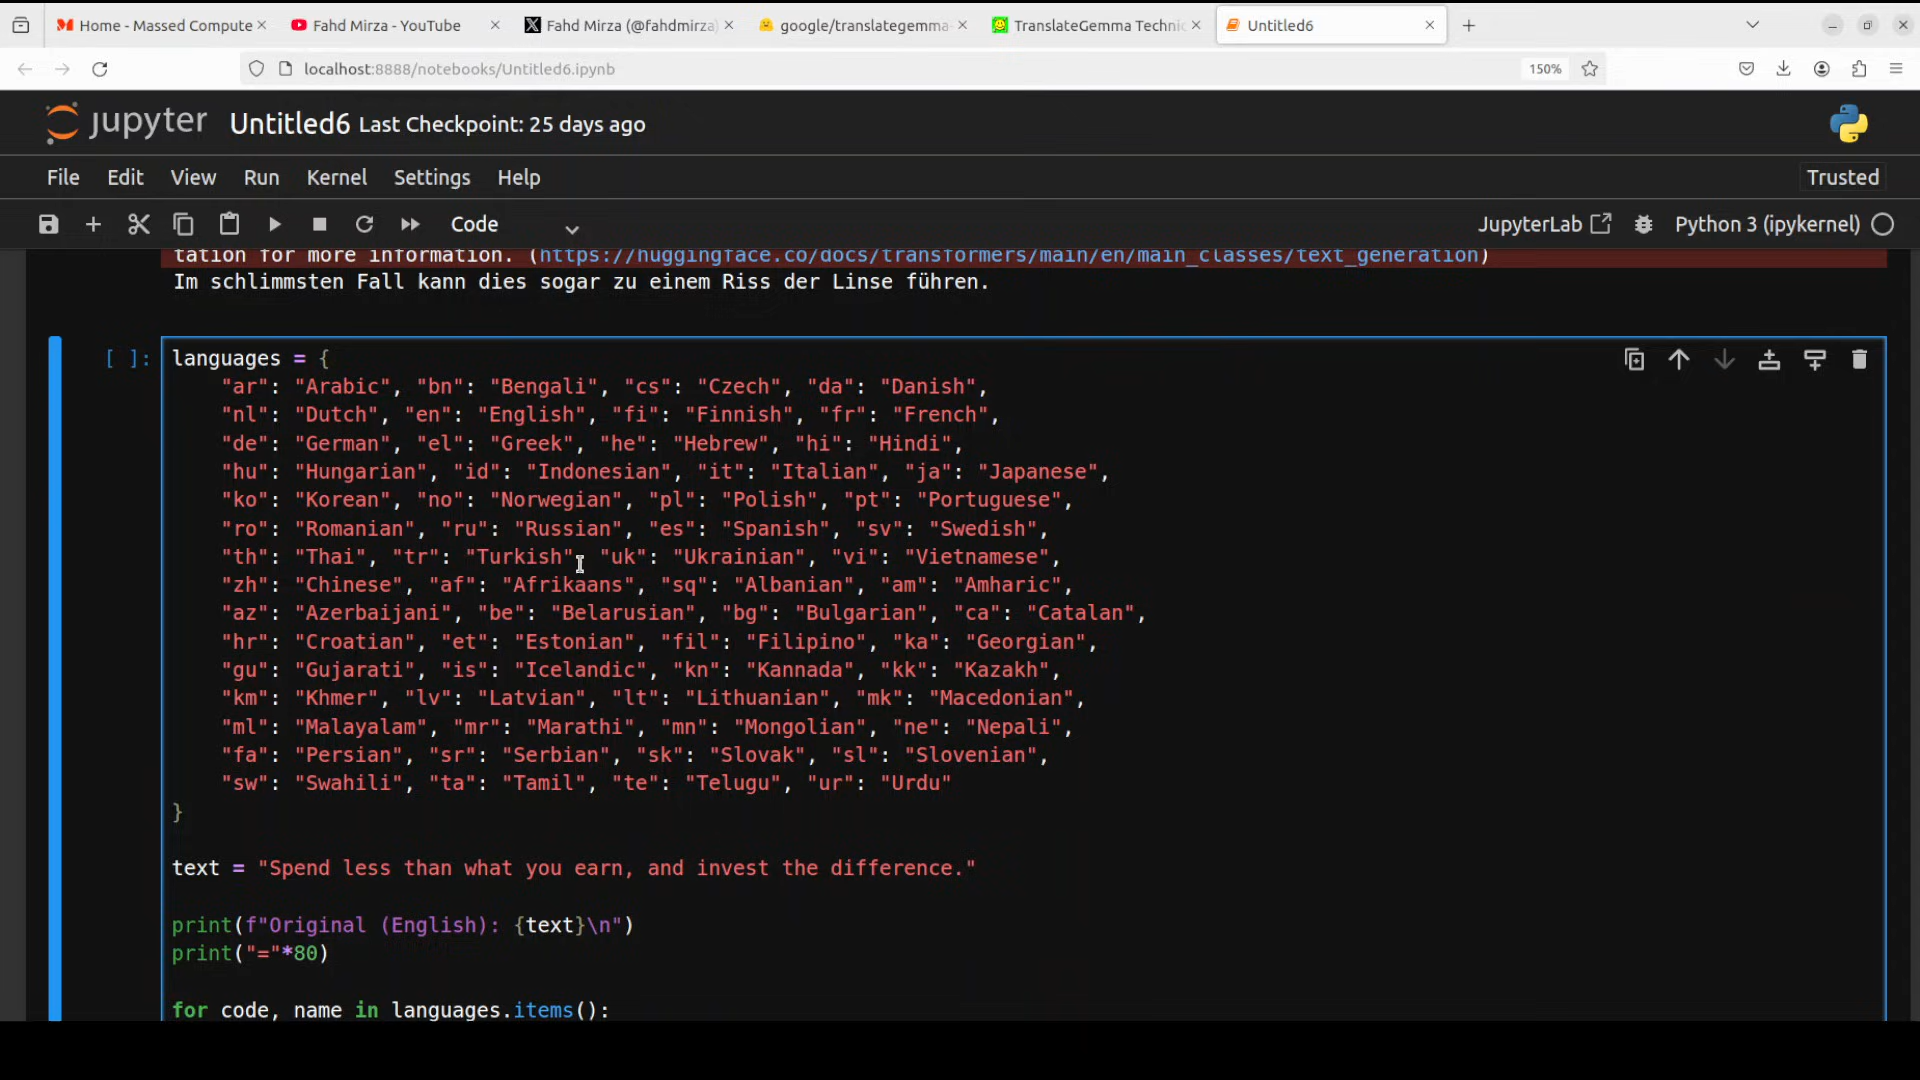 Home - Massed Compute
Fahd Mirza - YouTube
Fahd Mirza (@fahdmirza)
google/translategemma
TranslateGemma Technic
Untitled6
localhost:8888/notebooks/Untitled6.ipynb
150%
jupyter Untitled6 Last Checkpoint: 25 days ago
File Edit View Run Kernel Settings Help Trusted
Code JupyterLab Python 3 (ipykernel)
tation for more information. (https://huggingface.co/docs/transformers/main/en/main_classes/text_generation)
Im schlimmsten Fall kann dies sogar zu einem Riss der Linse führen.
[ ]: languages = {
"ar": "Arabic", "bn": "Bengali", "cs": "Czech", "da": "Danish",
"nl": "Dutch", "en": "English", "fi": "Finnish", "fr": "French",
"de": "German", "el": "Greek", "he": "Hebrew", "hi": "Hindi",
"hu": "Hungarian", "id": "Indonesian", "it": "Italian", "ja": "Japanese",
"ko": "Korean", "no": "Norwegian", "pl": "Polish", "pt": "Portuguese",
"ro": "Romanian", "ru": "Russian", "es": "Spanish", "sv": "Swedish",
"th": "Thai", "tr": "Turkish", "uk": "Ukrainian", "vi": "Vietnamese",
"zh": "Chinese", "af": "Afrikaans", "sq": "Albanian", "am": "Amharic",
"az": "Azerbaijani", "be": "Belarusian", "bg": "Bulgarian", "ca": "Catalan",
"hr": "Croatian", "et": "Estonian", "fil": "Filipino", "ka": "Georgian",
"gu": "Gujarati", "is": "Icelandic", "kn": "Kannada", "kk": "Kazakh",
"km": "Khmer", "lv": "Latvian", "lt": "Lithuanian", "mk": "Macedonian",
"ml": "Malayalam", "mr": "Marathi", "mn": "Mongolian", "ne": "Nepali",
"fa": "Persian", "sr": "Serbian", "sk": "Slovak", "sl": "Slovenian",
"sw": "Swahili", "ta": "Tamil", "te": "Telugu", "ur": "Urdu"
}
text = "Spend less than what you earn, and invest the difference."
print(f"Original (English): {text}\n")
print("="*80)
for code, name in languages.items():